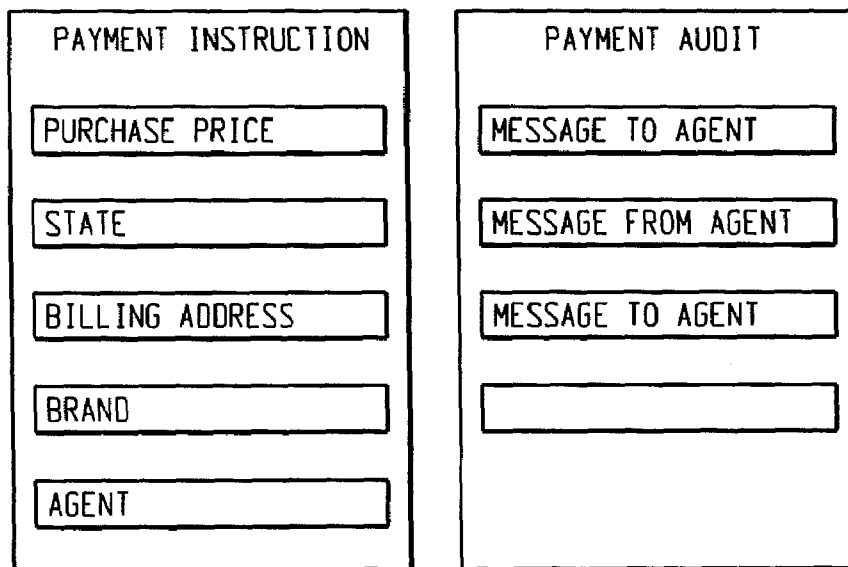 PAYMENT INSTRUCTION
PURCHASE PRICE
STATE
BILLING ADDRESS
BRAND
AGENT
PAYMENT AUDIT
MESSAGE TO AGENT
MESSAGE FROM AGENT
MESSAGE TO AGENT